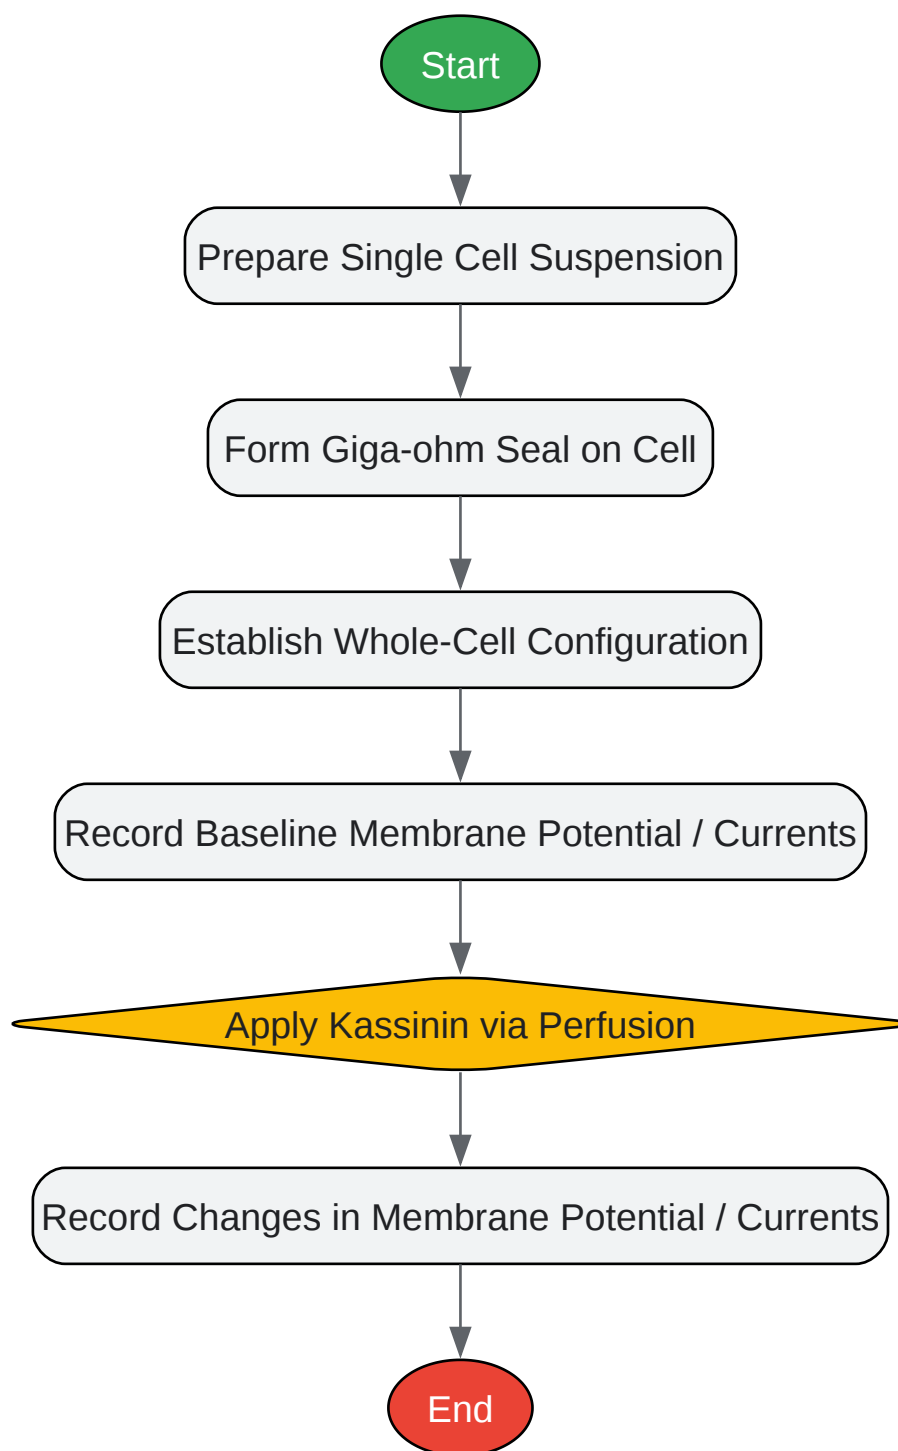 Start
Prepare Single Cell Suspension
Form Giga-ohm Seal on Cell
Establish Whole-Cell Configuration
Record Baseline Membrane Potential / Currents
Apply Kassinin via Perfusion
Record Changes in Membrane Potential / Currents
End